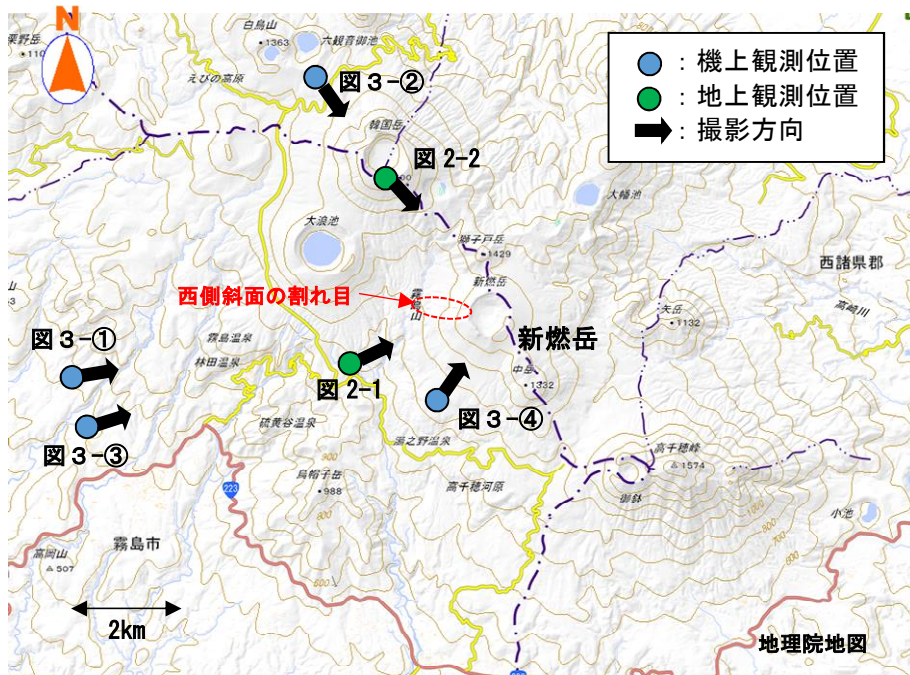 N
白鳥山
・1363
六観音御池
栗野岳
えびの高原
図3-②
：機上観測位置
：地上観測位置
：撮影方向
韓国岳
図2-2
大幡池
大浪池
獅子戸岳
・1429
新燃岳
西諸県郡
西側斜面の割れ目
矢岳
・1132
高崎川
新燃岳
霧島温泉
林田温泉
図3-①
図2-1
中岳
・1332
図3-④
図3-③
硫黄谷温泉
湯之野温泉
900
烏帽子岳
・988
高千穂河原
高千穂峰
△1574
御鉢
223
小池
霧島市
高岡山
△507
2km
地理院地図